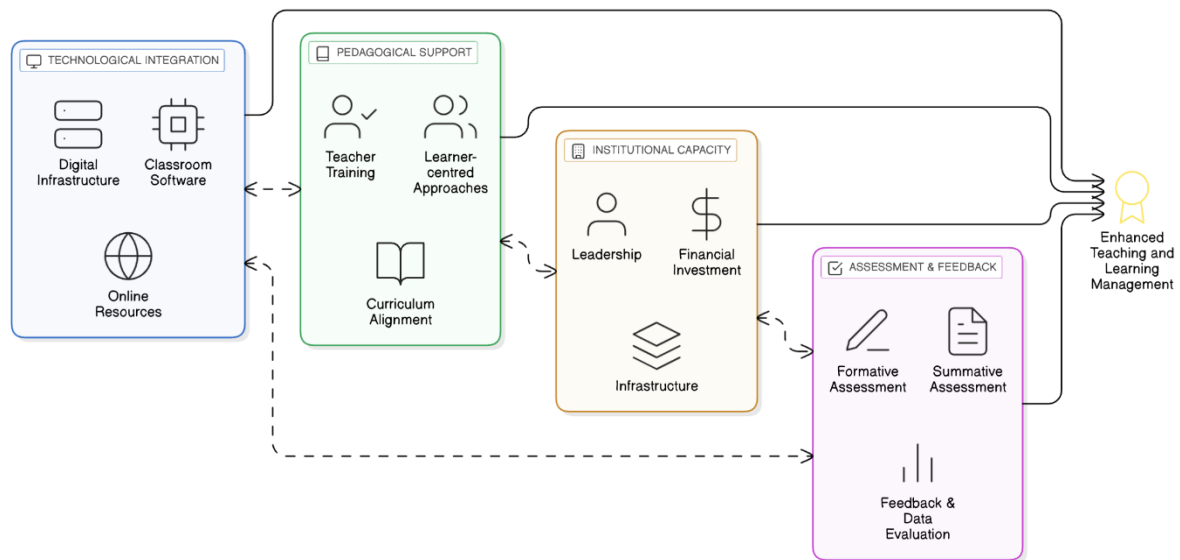 TECHNOLOGICAL INTEGRATION
Digital
Infrastructure
Classroom
Software
Online
Resources
PEDAGOGICAL SUPPORT
Teacher
Training
Learner-
centred
Approaches
Curriculum
Alignment
INSTITUTIONAL CAPACITY
Leadership
Financial
Investment
Infrastructure
ASSESSMENT & FEEDBACK
Formative
Assessment
Summative
Assessment
Feedback &
Data
Evaluation
Enhanced
Teaching and
Learning
Management